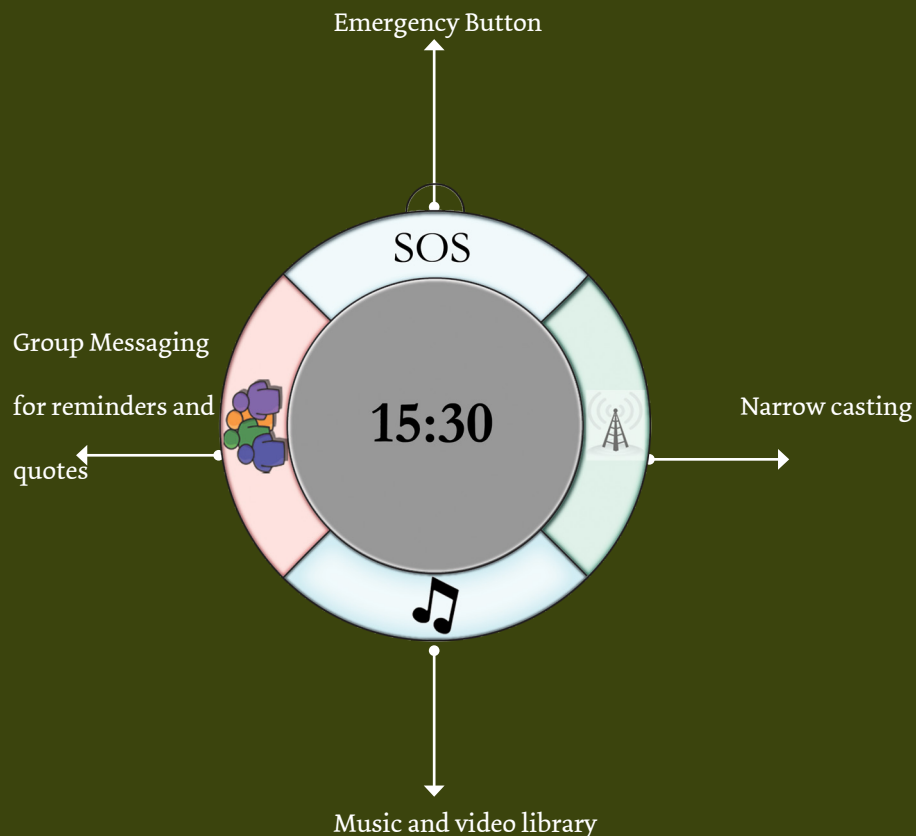 Emergency Button
SOS
Group Messaging
for reminders and
quotes
15:30
Narrow casting
Music and video library